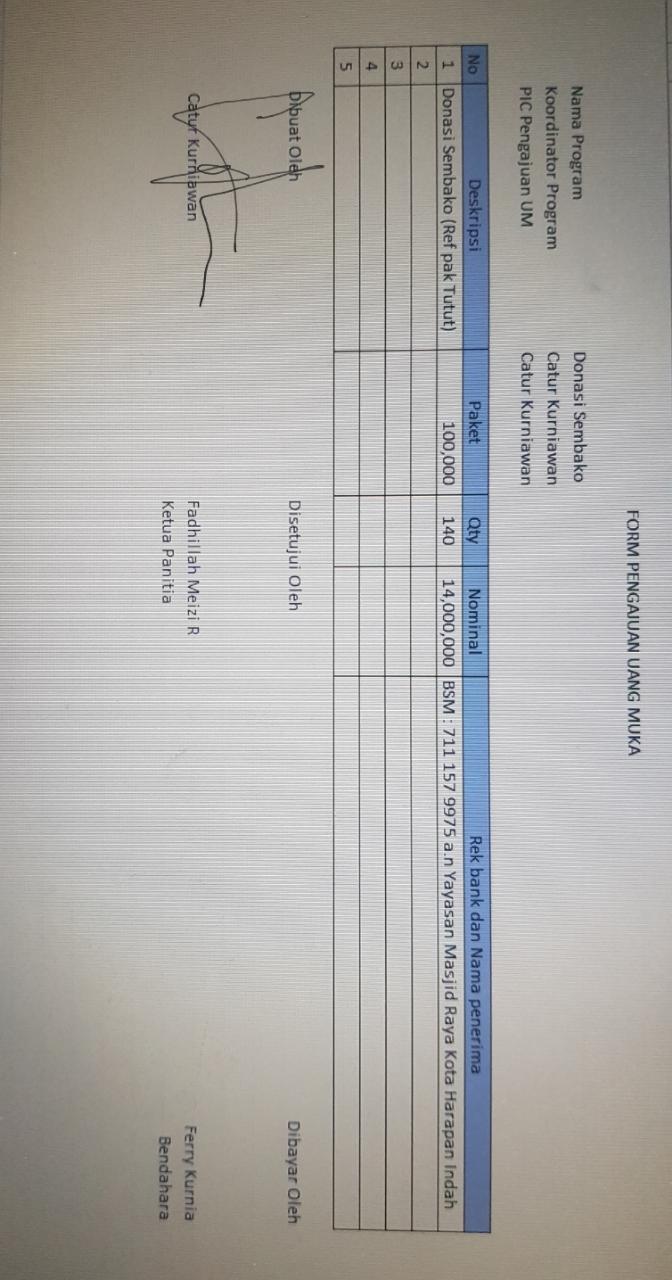 FORM PENGAJUAN UANG MUKA
Nama Program Donasi Sembako
Koordinator Program Catur Kurniawan
PIC Pengajuan UM Catur Kurniawan
No Deskripsi Paket Qty Nominal Rek bank dan Nama penerima
1 Donasi Sembako (Ref pak Tutut) 100,000 140 14,000,000 BSM : 711 157 9975 a.n Yayasan Masjid Raya Kota Harapan Indah
2
3
4
5
Dibuat Oleh Disetujui Oleh Dibayar Oleh
Catur Kurniawan Fadhillah Meizi R Ferry Kurnia
Ketua Panitia Bendahara